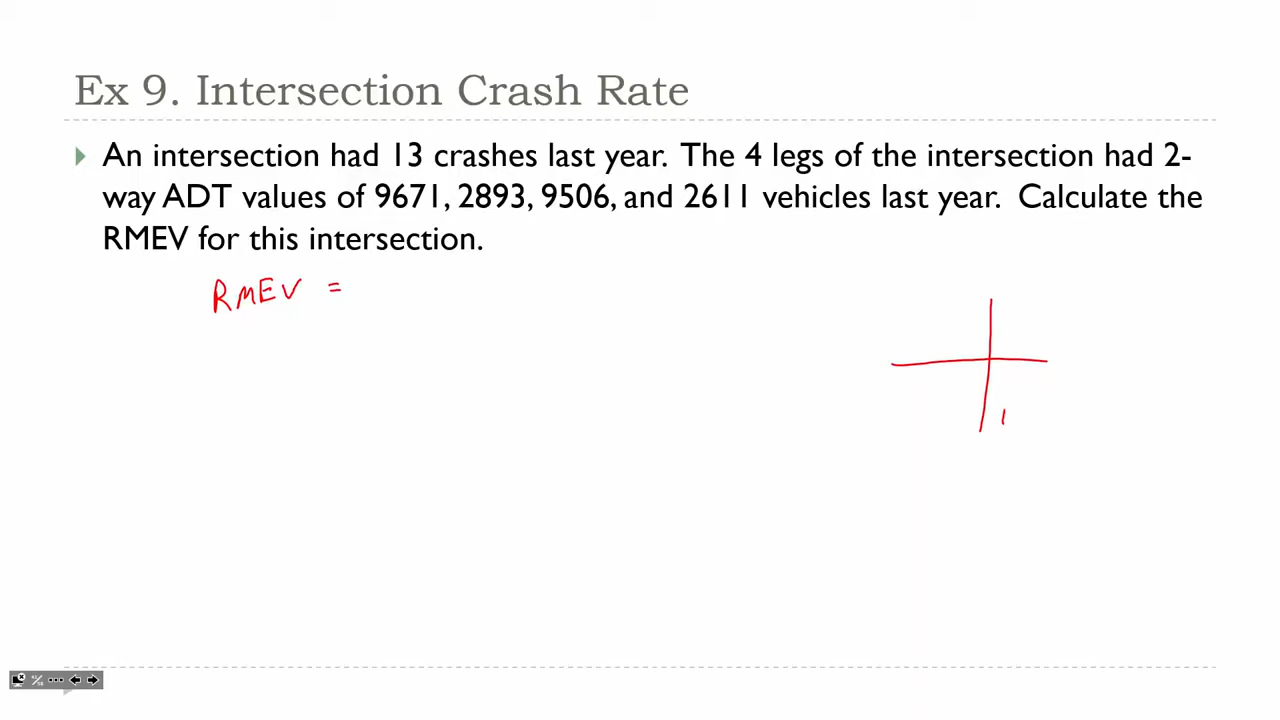 Ex 9. Intersection Crash Rate
An intersection had 13 crashes last year. The 4 legs of the intersection had 2-
way ADT values of 9671, 2893, 9506, and 2611 vehicles last year. Calculate the
RMEV for this intersection.
RMEV =